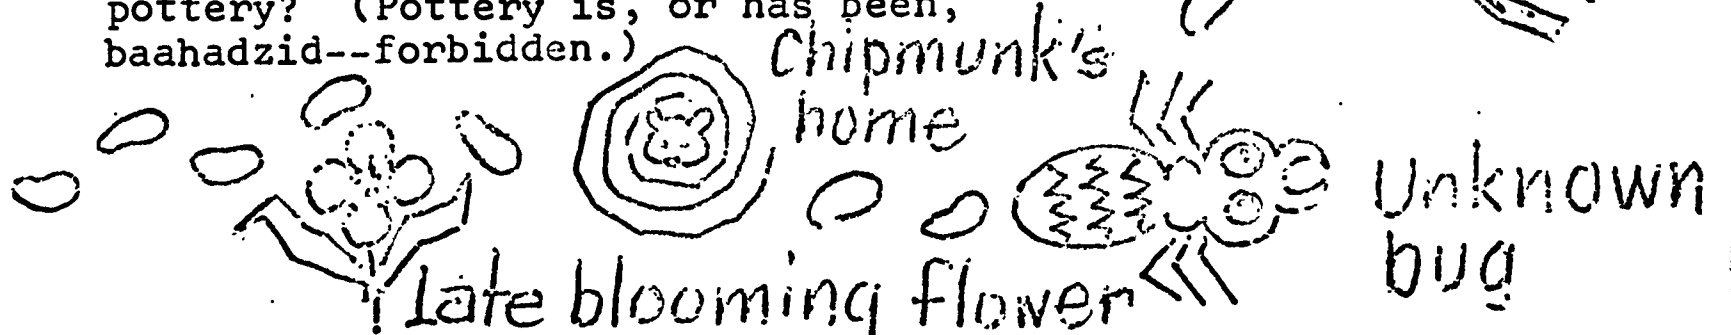 pottery? (Pottery is, or has been,
baahadzid--forbidden.)
Chipmunk's
home
Unknown
bug
late blooming flower